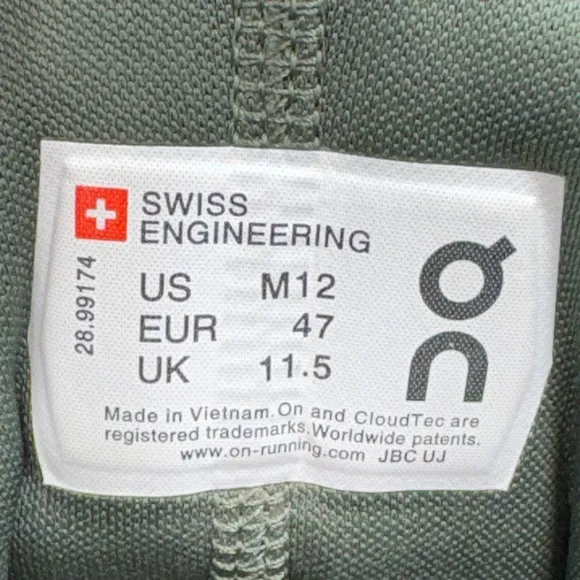 SWISS
ENGINEERING
28.99174
US M12
EUR 47
UK 11.5
On
Made in Vietnam. On and CloudTec are
registered trademarks. Worldwide patents.
www.on-running.com JBC UJ